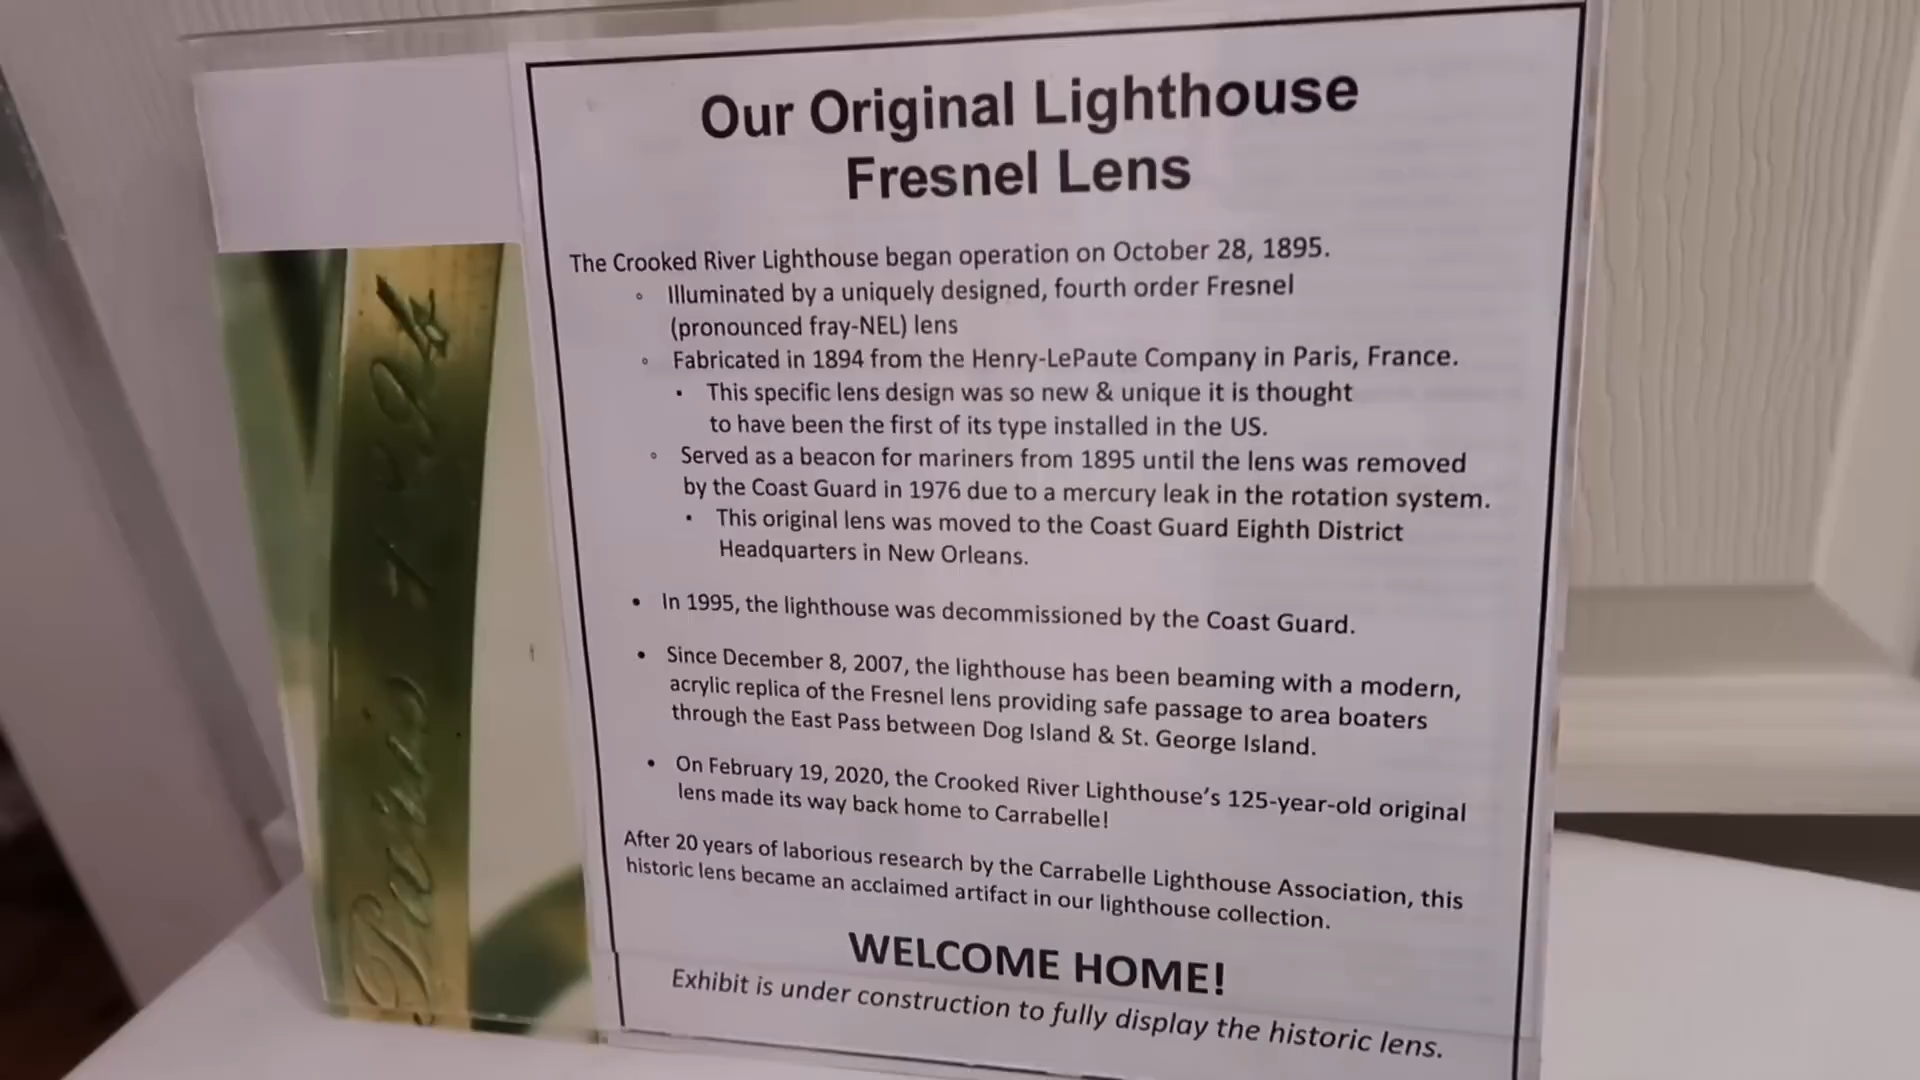 Our Original Lighthouse
Fresnel Lens
The Crooked River Lighthouse began operation on October 28, 1895.
◦ Illuminated by a uniquely designed, fourth order Fresnel
(pronounced fray-NEL) lens
◦ Fabricated in 1894 from the Henry-LePaute Company in Paris, France.
▪ This specific lens design was so new & unique it is thought
to have been the first of its type installed in the US.
◦ Served as a beacon for mariners from 1895 until the lens was removed
by the Coast Guard in 1976 due to a mercury leak in the rotation system.
▪ This original lens was moved to the Coast Guard Eighth District
Headquarters in New Orleans.
• In 1995, the lighthouse was decommissioned by the Coast Guard.
• Since December 8, 2007, the lighthouse has been beaming with a modern,
acrylic replica of the Fresnel lens providing safe passage to area boaters
through the East Pass between Dog Island & St. George Island.
• On February 19, 2020, the Crooked River Lighthouse's 125-year-old original
lens made its way back home to Carrabelle!
After 20 years of laborious research by the Carrabelle Lighthouse Association, this
historic lens became an acclaimed artifact in our lighthouse collection.
WELCOME HOME!
Exhibit is under construction to fully display the historic lens.
Paris